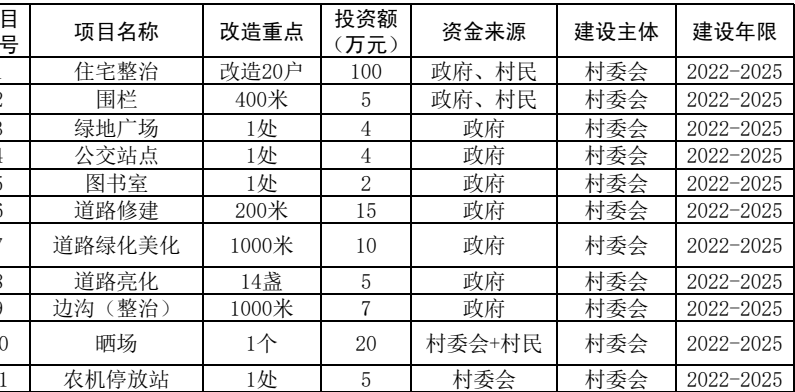 目 项目名称 改造重点 投资额 资金来源 建设主体 建设年限
号 （万元）
住宅整治 改造20户 100 政府、村民 村委会 2022-2025
围栏 400米 5 政府、村民 村委会 2022-2025
绿地广场 1处 4 政府 村委会 2022-2025
公交站点 1处 4 政府 村委会 2022-2025
图书室 1处 2 政府 村委会 2022-2025
道路修建 200米 15 政府 村委会 2022-2025
道路绿化美化 1000米 10 政府 村委会 2022-2025
道路亮化 14盏 5 政府 村委会 2022-2025
边沟（整治） 1000米 7 政府 村委会 2022-2025
0 晒场 1个 20 村委会+村民 村委会 2022-2025
1 农机停放站 1处 5 村委会 村委会 2022-2025